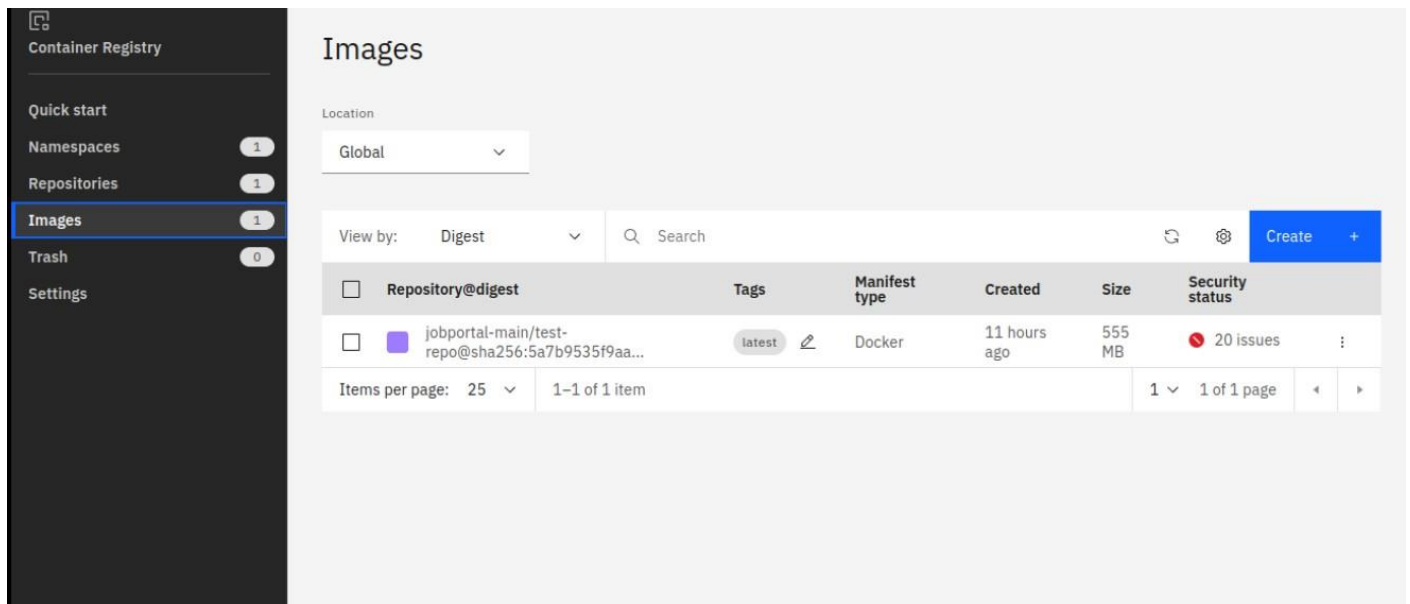 Container Registry
Quick start
Namespaces 1
Repositories 1
Images 1
Trash 0
Settings
Images
Location
Global
View by: Digest Search Create +
Repository@digest Tags Manifest type Created Size Security status
jobportal-main/test-
repo@sha256:5a7b9535f9aa... latest Docker 11 hours ago 555 MB 20 issues
Items per page: 25 1–1 of 1 item 1 1 of 1 page